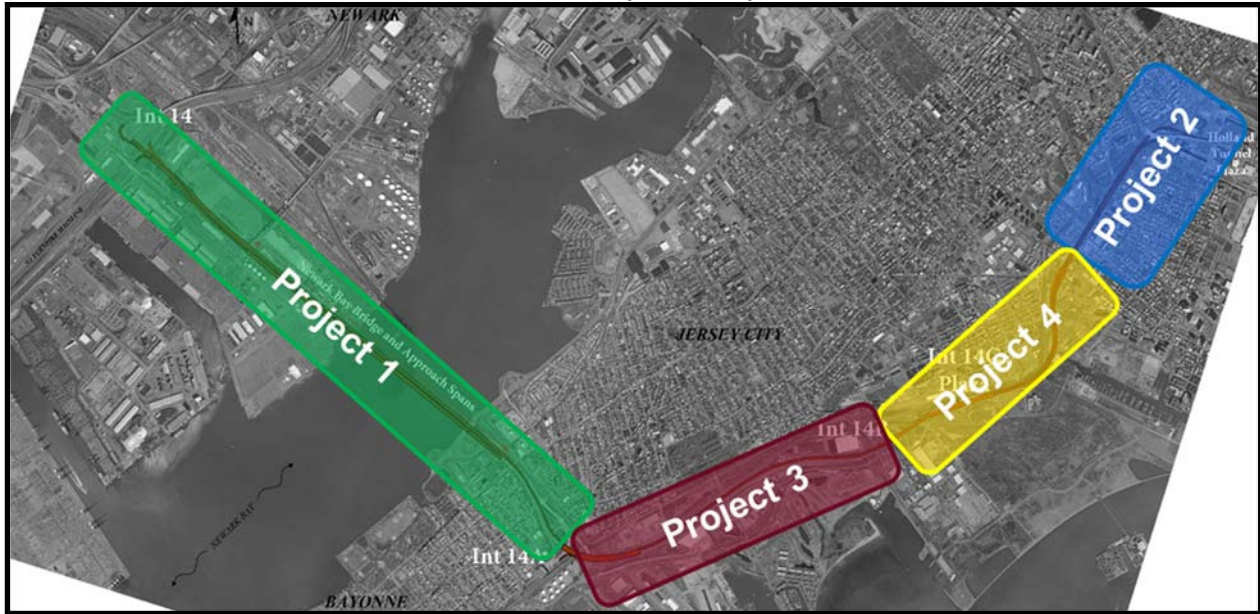 NEWARK
N
Int 14
Project 1
Newark Bay Bridge and Approach Spans
NEWARK BAY
Int 14A
BAYONNE
JERSEY CITY
Project 3
Int 14B
Project 4
Int 14C
Project 2
Holland
Tunnel
Plaza